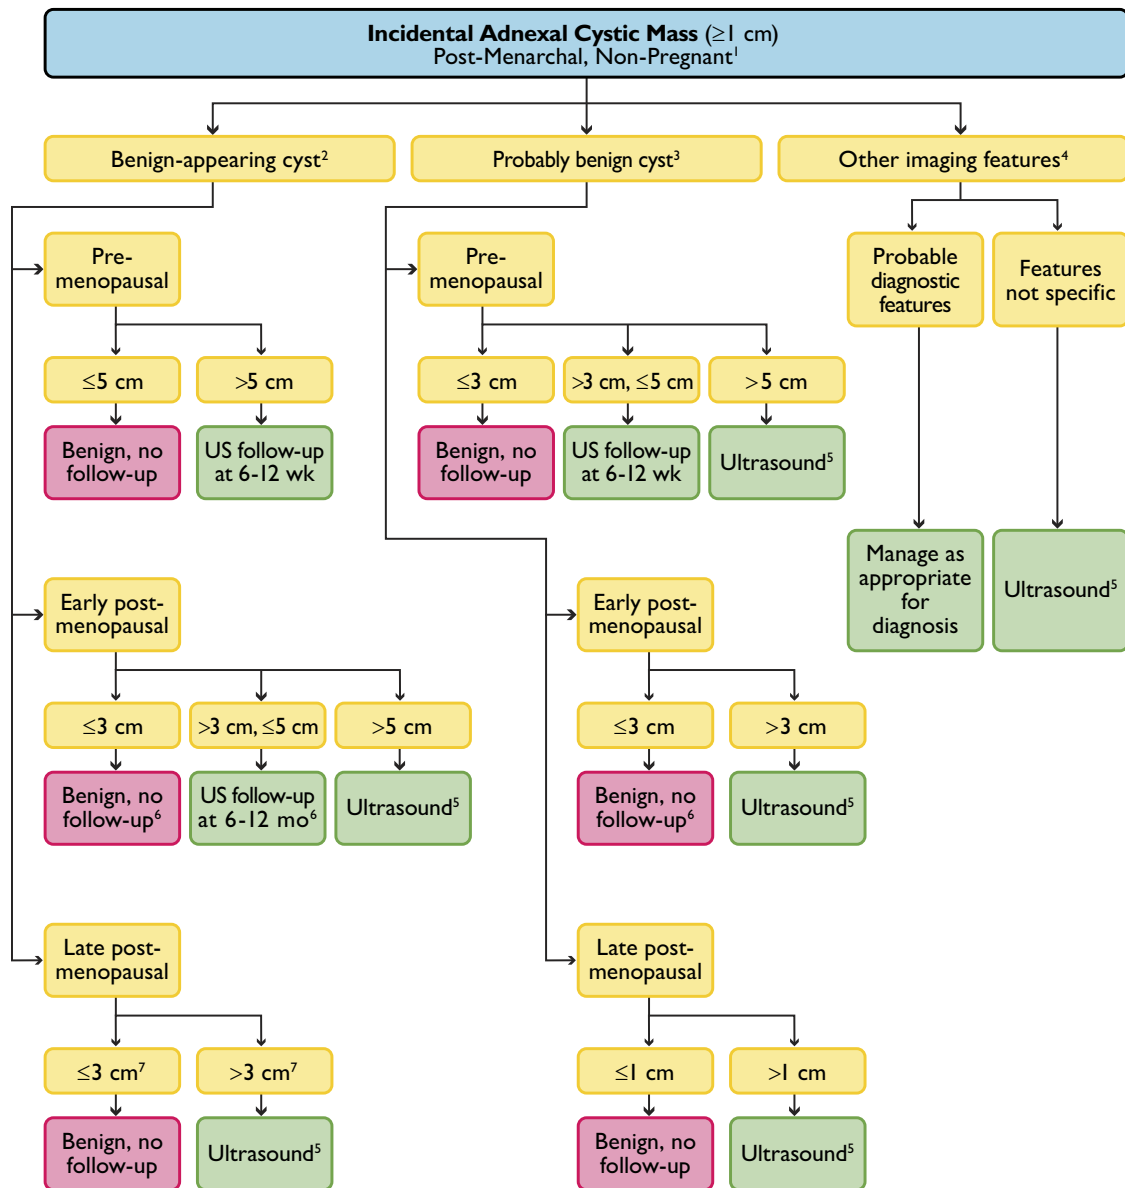 Incidental Adnexal Cystic Mass (≥1 cm)
Post-Menarchal, Non-Pregnant¹
Benign-appearing cyst²
Probably benign cyst³
Other imaging features⁴
Pre-
menopausal
≤5 cm
>5 cm
Benign, no
follow-up
US follow-up
at 6-12 wk
Early post-
menopausal
≤3 cm
>3 cm, ≤5 cm
>5 cm
Benign, no
follow-up⁶
US follow-up
at 6-12 mo⁶
Ultrasound⁵
Late post-
menopausal
≤3 cm⁷
>3 cm⁷
Benign, no
follow-up
Ultrasound⁵
Pre-
menopausal
≤3 cm
>3 cm, ≤5 cm
>5 cm
Benign, no
follow-up
US follow-up
at 6-12 wk
Ultrasound⁵
Early post-
menopausal
≤3 cm
>3 cm
Benign, no
follow-up⁶
Ultrasound⁵
Late post-
menopausal
≤1 cm
>1 cm
Benign, no
follow-up
Ultrasound⁵
Probable
diagnostic
features
Features
not specific
Manage as
appropriate
for
diagnosis
Ultrasound⁵